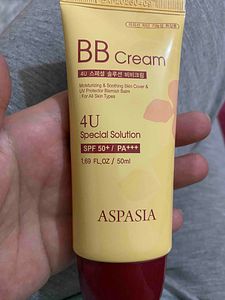 BB Cream
4U 스페셜 솔루션 비비크림
Moisturizing & Soothing Skin Cover &
UV Protector Blemish Balm
: For All Skin Types
4U
Special Solution
SPF 50+/ PA+++
1.69 FL.OZ/ 50ml
ASPASIA